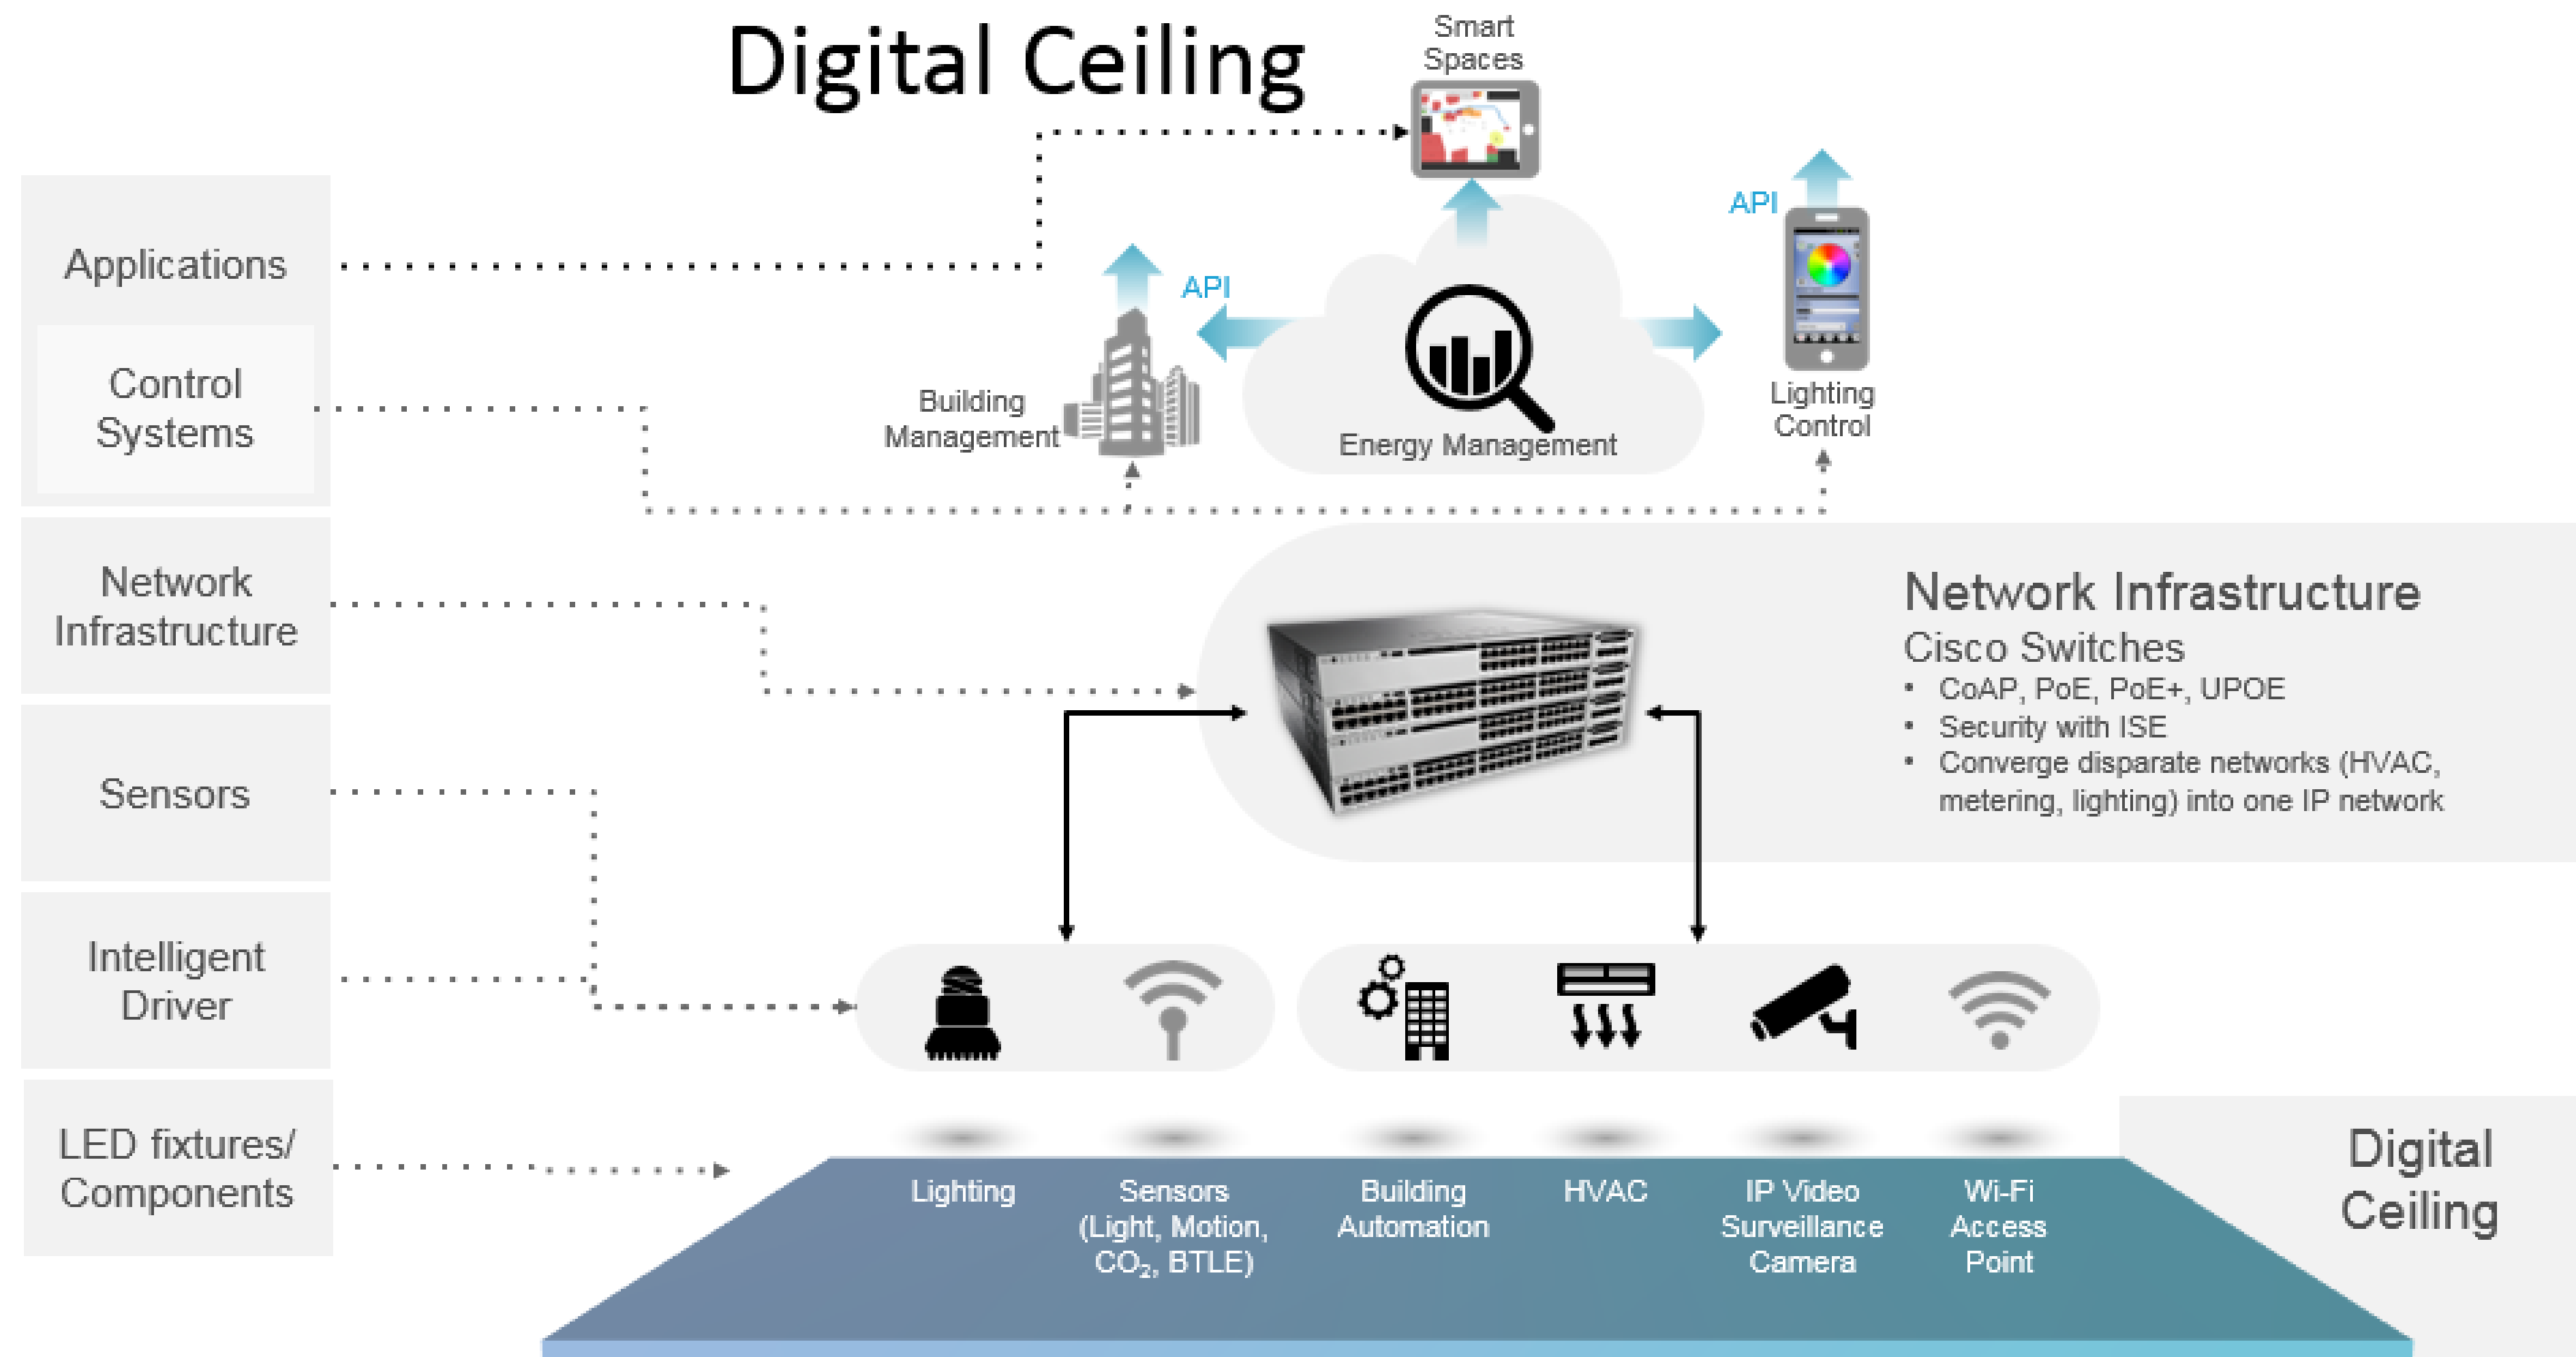 Digital Ceiling
Smart
Spaces
API
Applications
API
Control
Systems
Building
Management
Energy Management
Lighting
Control
Network
Infrastructure
Network Infrastructure
Cisco Switches
• CoAP, PoE, PoE+, UPOE
• Security with ISE
• Converge disparate networks (HVAC,
metering, lighting) into one IP network
Sensors
Intelligent
Driver
LED fixtures/
Components
Lighting
Sensors
(Light, Motion,
CO₂, BTLE)
Building
Automation
HVAC
IP Video
Surveillance
Camera
Wi-Fi
Access
Point
Digital
Ceiling